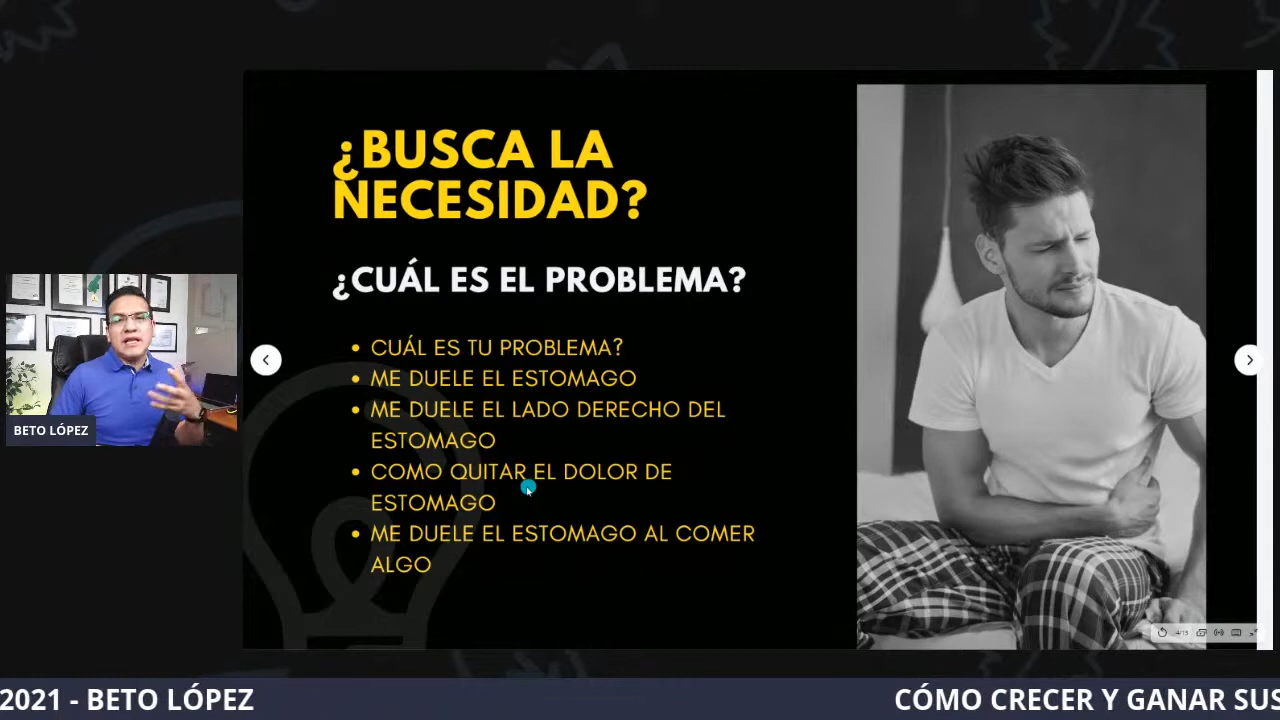 ¿BUSCA LA
NECESIDAD?
¿CUÁL ES EL PROBLEMA?
CUÁL ES TU PROBLEMA?
ME DUELE EL ESTOMAGO
ME DUELE EL LADO DERECHO DEL
ESTOMAGO
COMO QUITAR EL DOLOR DE
ESTOMAGO
ME DUELE EL ESTOMAGO AL COMER
ALGO
BETO LÓPEZ
4/15
2021 - BETO LÓPEZ
CÓMO CRECER Y GANAR SUS